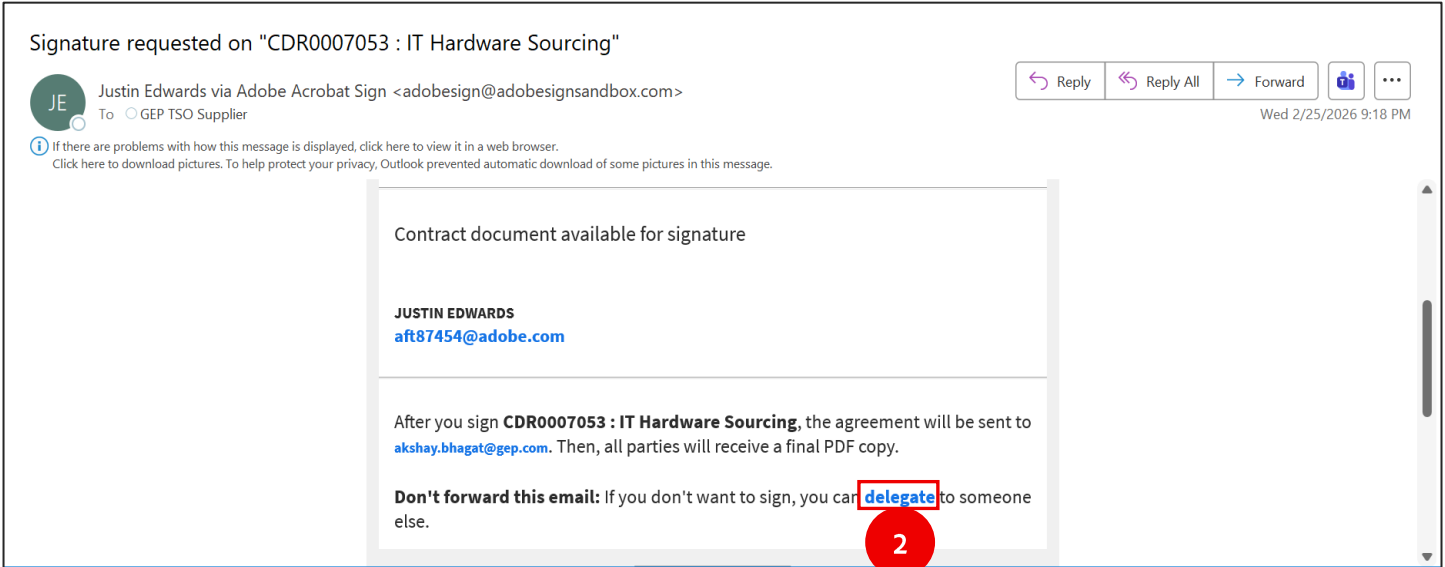 Signature requested on "CDR0007053 : IT Hardware Sourcing"
JE
Justin Edwards via Adobe Acrobat Sign <adobesign@adobesignsandbox.com>
To GEP TSO Supplier
Reply
Reply All
Forward
Wed 2/25/2026 9:18 PM
If there are problems with how this message is displayed, click here to view it in a web browser.
Click here to download pictures. To help protect your privacy, Outlook prevented automatic download of some pictures in this message.
Contract document available for signature
JUSTIN EDWARDS
aft87454@adobe.com
After you sign CDR0007053 : IT Hardware Sourcing, the agreement will be sent to
akshay.bhagat@gep.com. Then, all parties will receive a final PDF copy.
Don't forward this email: If you don't want to sign, you can delegate to someone
else.
2